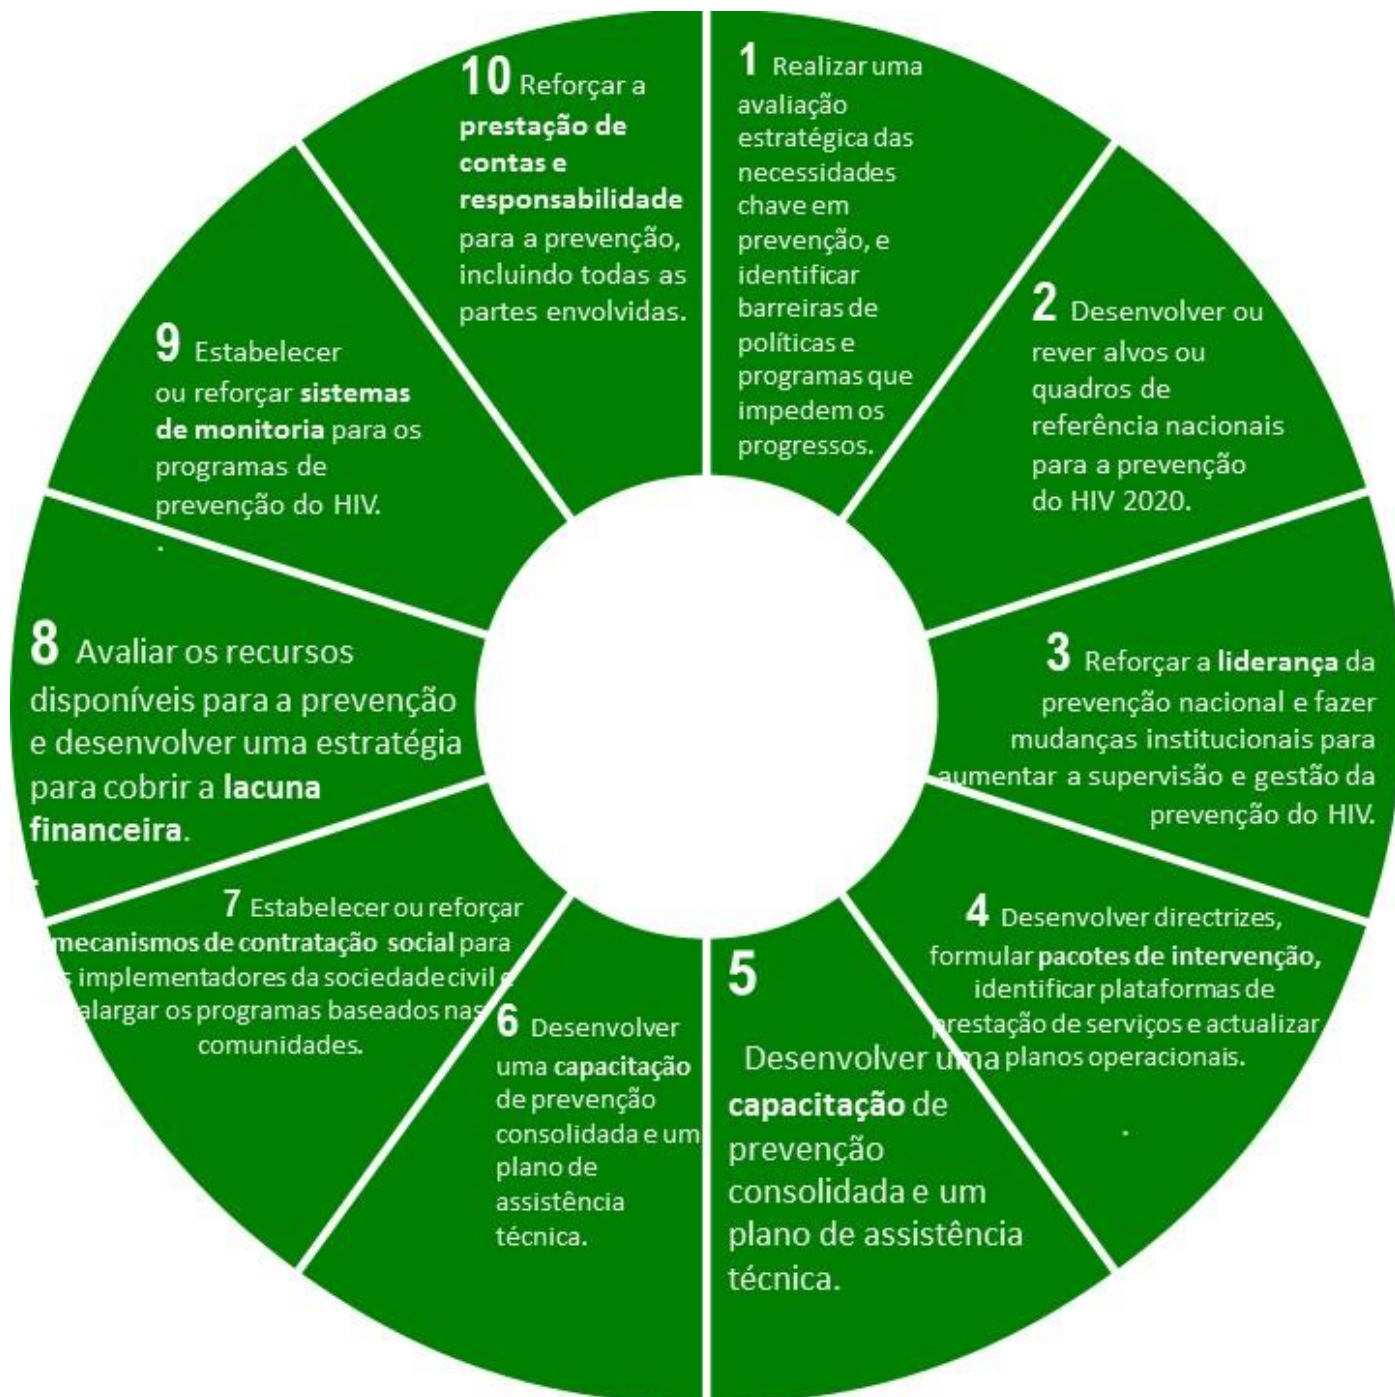 1 Realizar uma
avaliação
estratégica das
necessidades
chave em
prevenção, e
identificar
barreiras de
políticas e
programas que
impedem os
progressos.
2 Desenvolver ou
rever alvos ou
quadros de
referência nacionais
para a prevenção
do HIV 2020.
3 Reforçar a liderança da
prevenção nacional e fazer
mudanças institucionais para
aumentar a supervisão e gestão da
prevenção do HIV.
4 Desenvolver directrizes,
formular pacotes de intervenção,
identificar plataformas de
prestação de serviços e actualizar
planos operacionais.
.
5
Desenvolver uma
capacitação de
prevenção
consolidada e um
plano de assistência
técnica.
6 Desenvolver
uma capacitação
de prevenção
consolidada e um
plano de
assistência
técnica.
7 Estabelecer ou reforçar
mecanismos de contratação social para
implementadores da sociedade civil e
alargar os programas baseados nas
comunidades.
8 Avaliar os recursos
disponíveis para a prevenção
e desenvolver uma estratégia
para cobrir a lacuna
financeira.
.
9 Estabelecer
ou reforçar sistemas
de monitoria para os
programas de
prevenção do HIV.
.
10 Reforçar a
prestação de
contas e
responsabilidade
para a prevenção,
incluindo todas as
partes envolvidas.